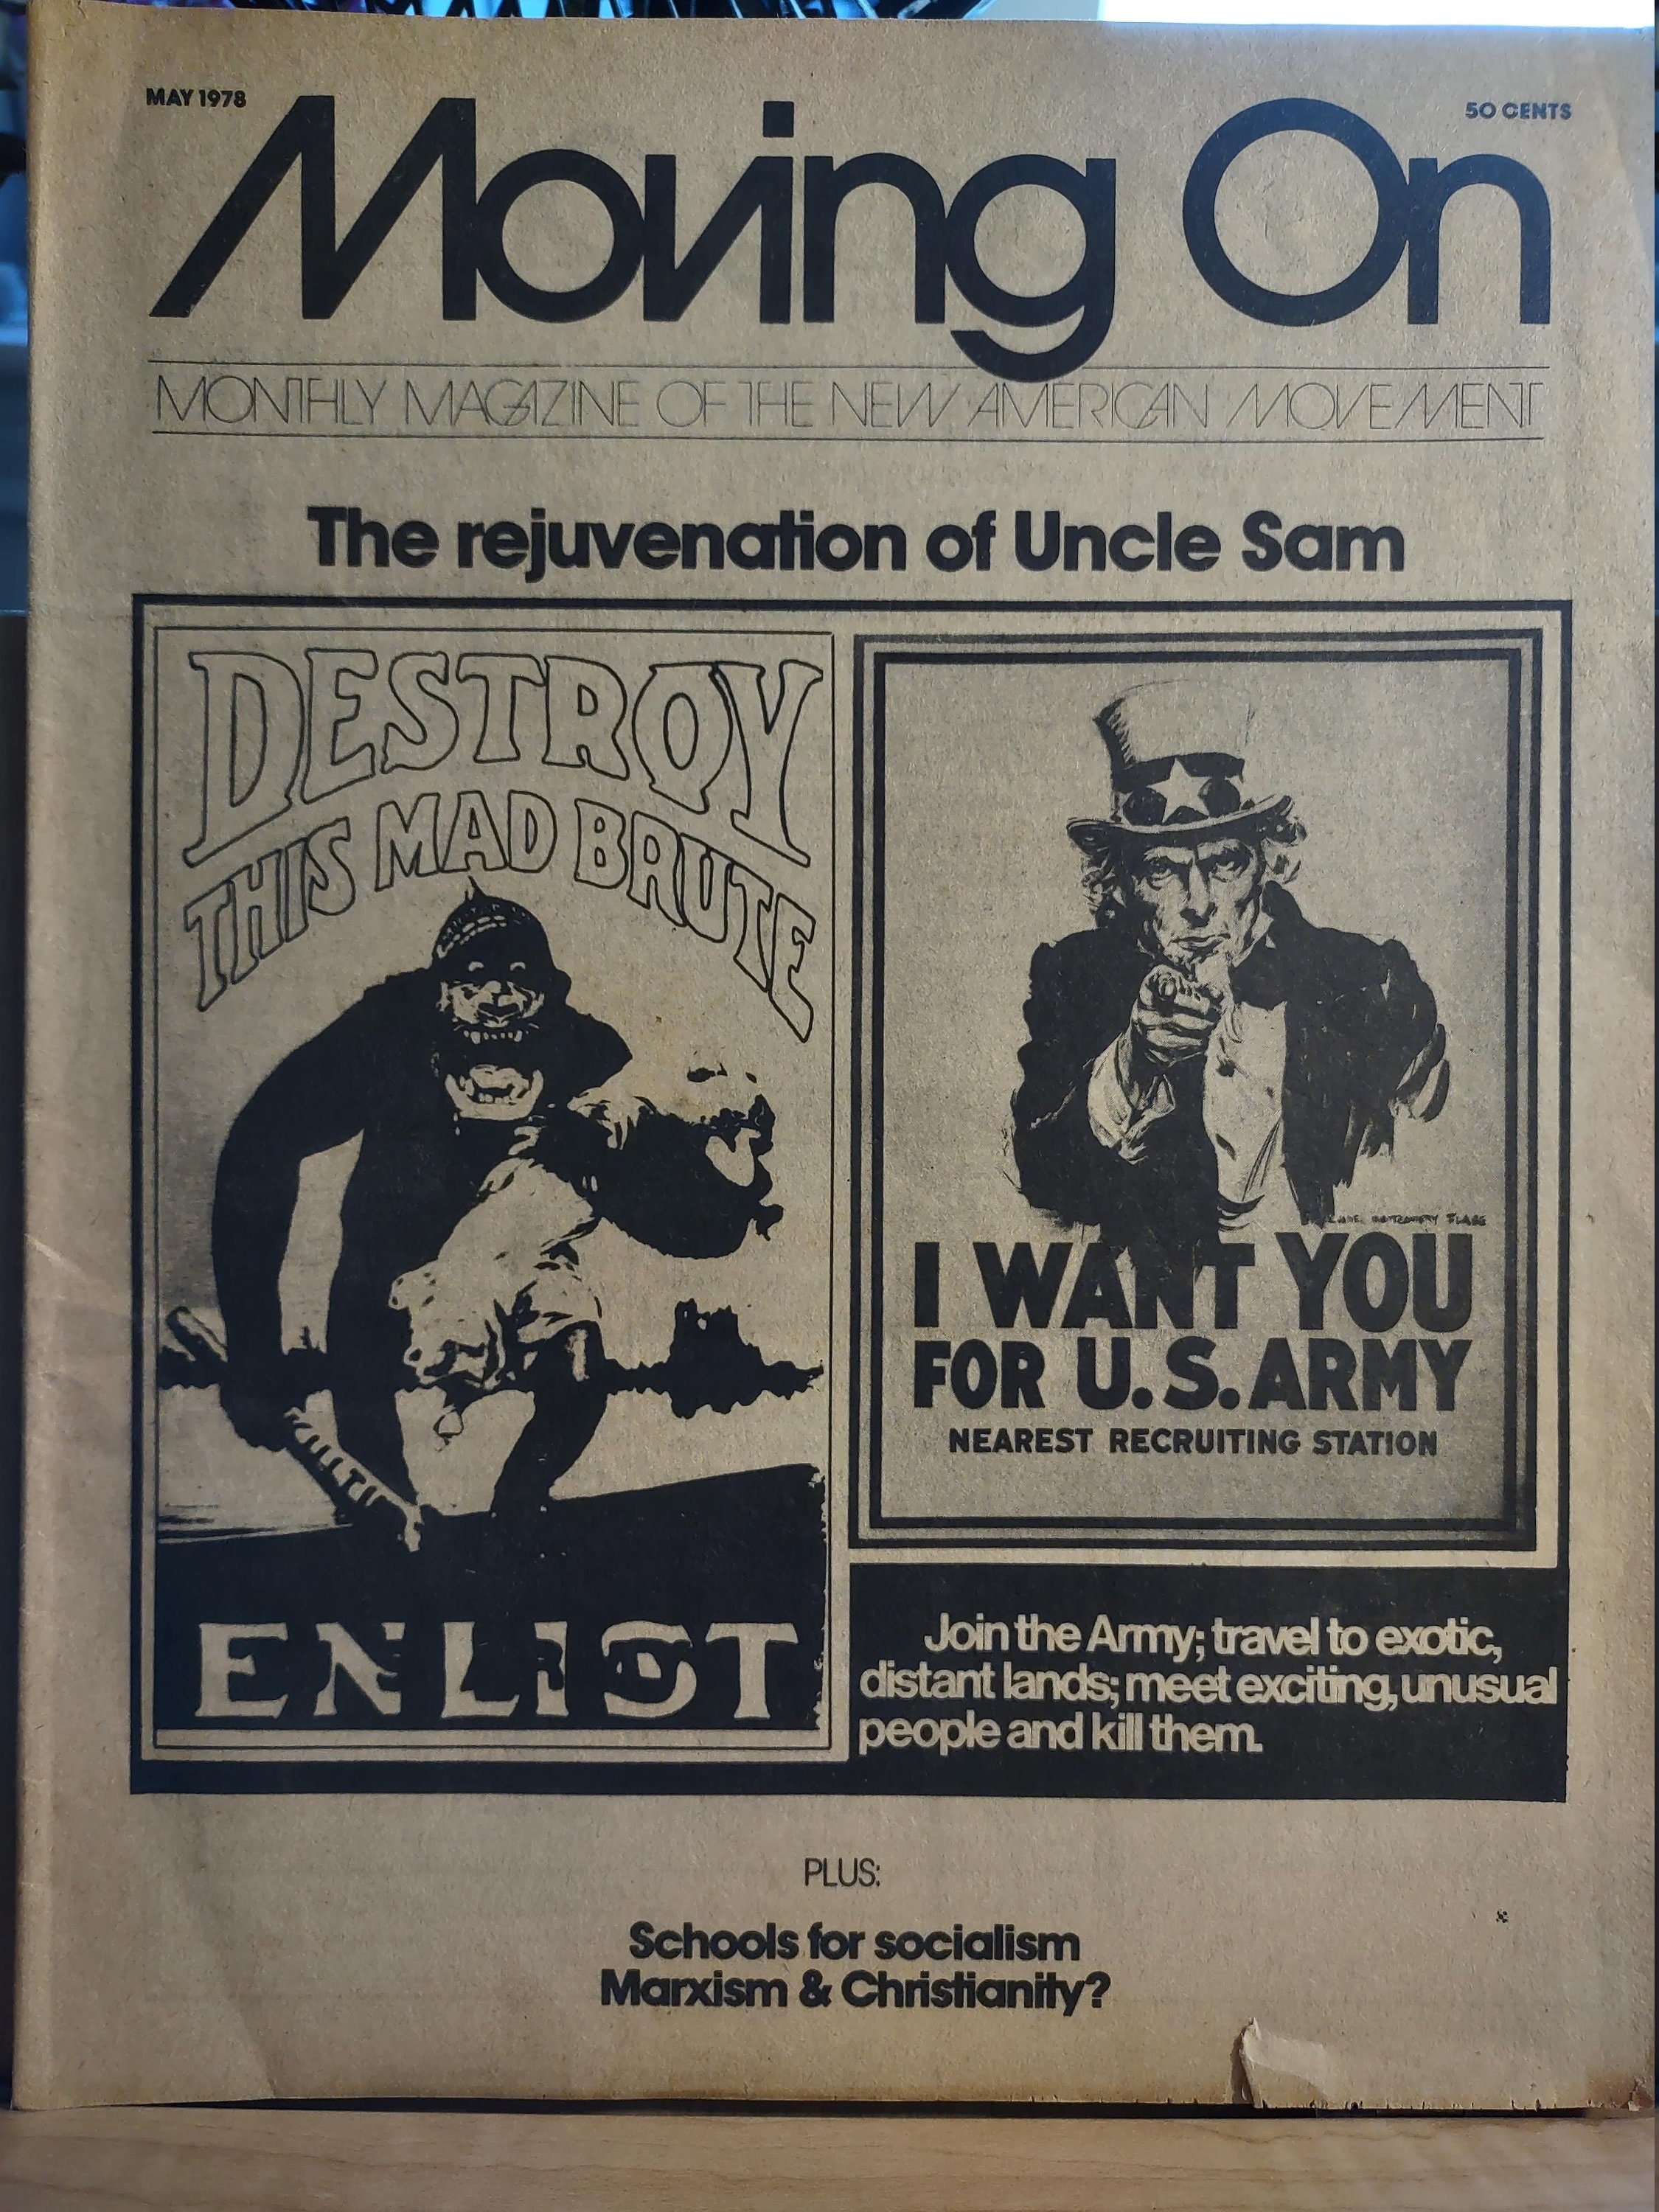 MAY 1978
50 CENTS
Moving On
MONTHLY MAGAZINE OF THE NEW AMERICAN MOVEMENT
The rejuvenation of Uncle Sam
DESTROY
THIS MAD BRUTE
ENLIST
I WANT YOU
FOR U.S. ARMY
NEAREST RECRUITING STATION
Join the Army; travel to exotic,
distant lands; meet exciting, unusual
people and kill them.
PLUS:
Schools for socialism
Marxism & Christianity?